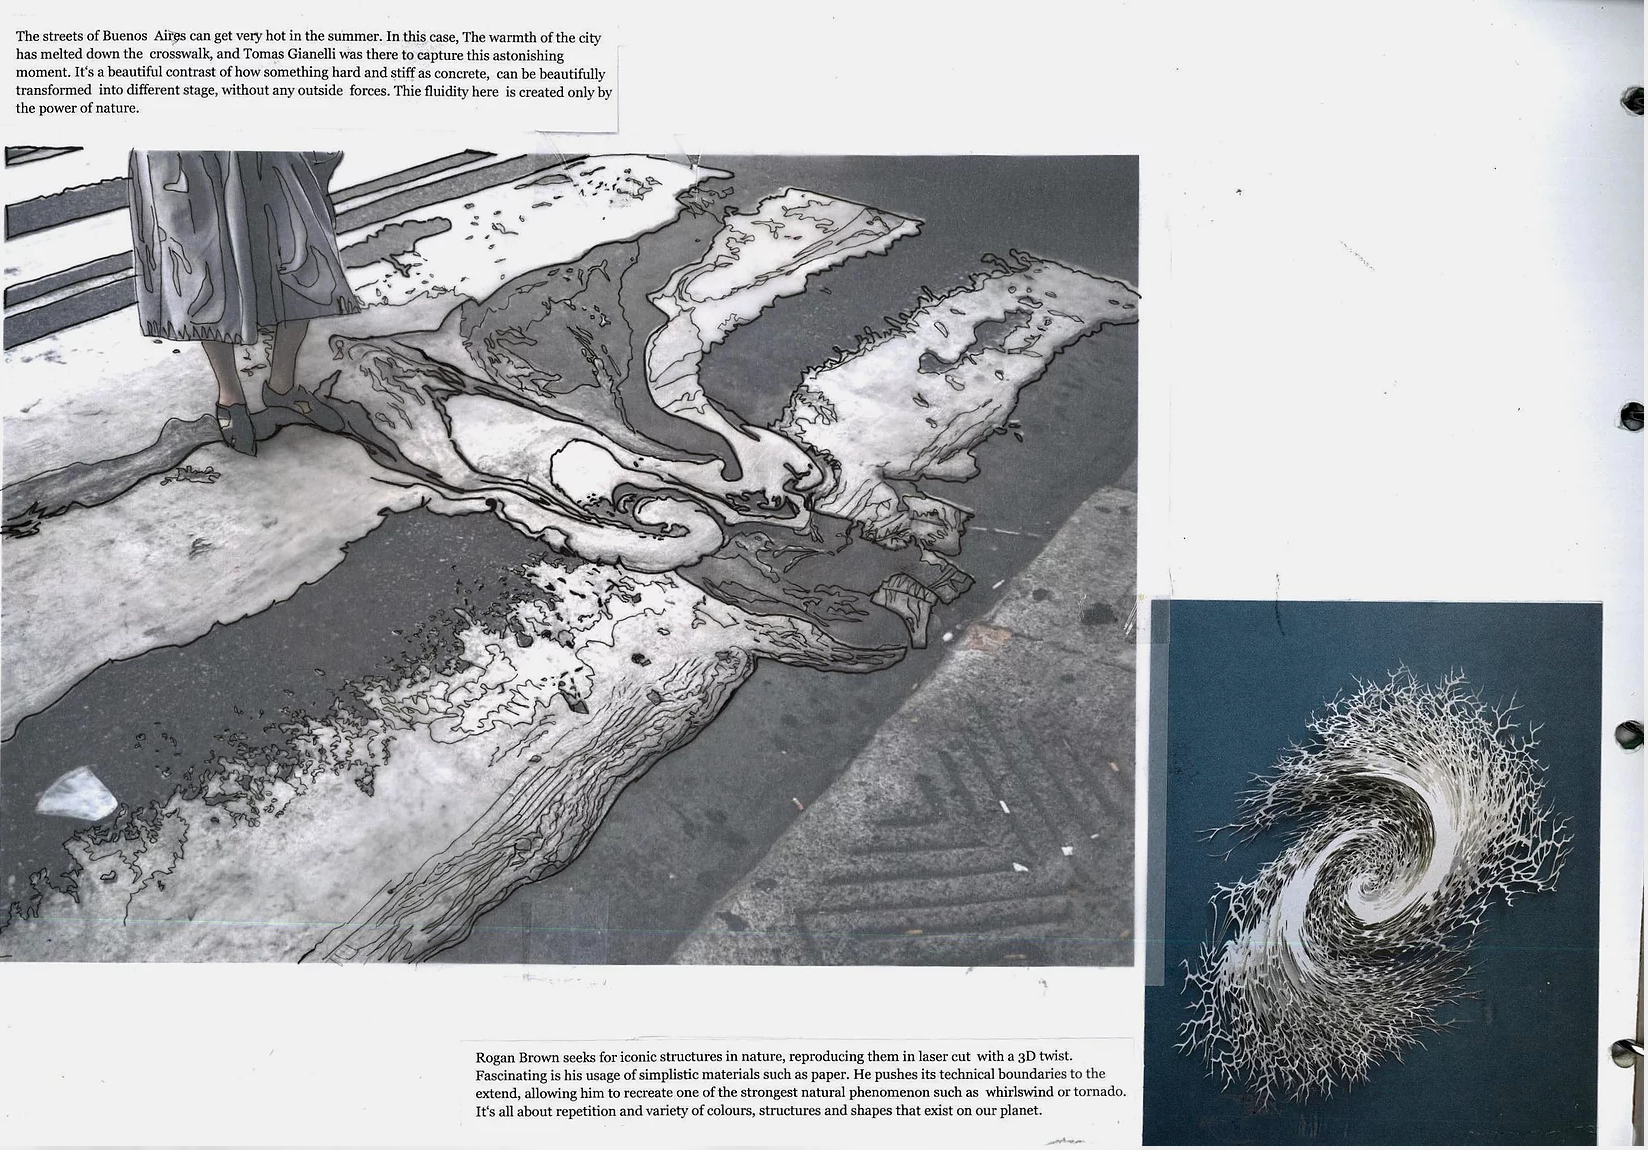 The streets of Buenos Aires can get very hot in the summer. In this case, The warmth of the city
has melted down the crosswalk, and Tomas Gianelli was there to capture this astonishing
moment. It's a beautiful contrast of how something hard and stiff as concrete, can be beautifully
transformed into different stage, without any outside forces. Thie fluidity here is created only by
the power of nature.
Rogan Brown seeks for iconic structures in nature, reproducing them in laser cut with a 3D twist.
Fascinating is his usage of simplistic materials such as paper. He pushes its technical boundaries to the
extend, allowing him to recreate one of the strongest natural phenomenon such as whirlswind or tornado.
It's all about repetition and variety of colours, structures and shapes that exist on our planet.